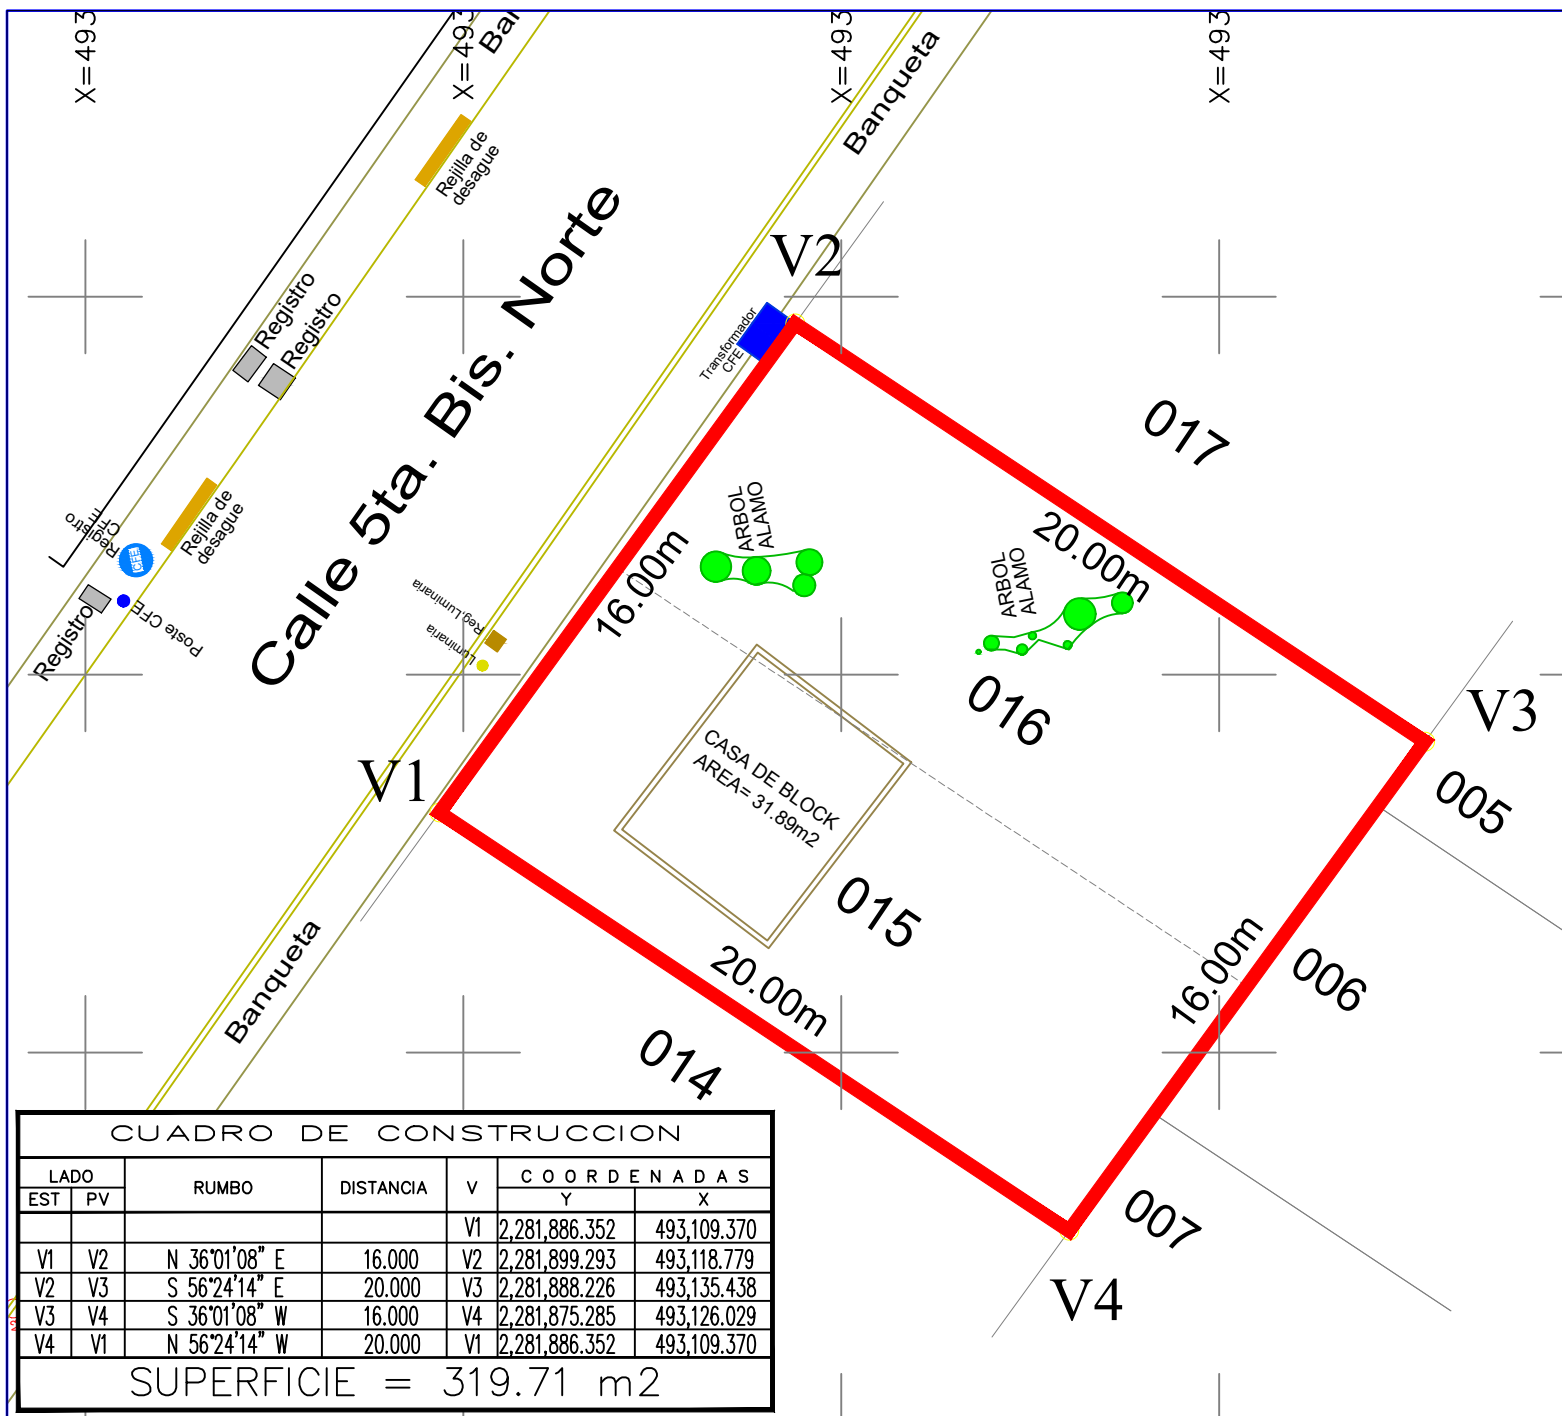 X=493
X=493
X=493
X=493
Banqueta
Rejilla de
desague
Calle 5ta. Bis. Norte
Registro
Registro
V2
Transformador
CFE
017
Rejilla de
desague
Registro
CFE
CFE
Poste CFE
Registro
Reg.Luminaria
Luminaria
16.00m
ARBOL
ALAMO
ARBOL
ALAMO
20.00m
016
V3
V1
CASA DE BLOCK
AREA= 31.89m2
005
015
20.00m
16.00m
006
Banqueta
014
007
V4
CUADRO DE CONSTRUCCION
LADO RUMBO DISTANCIA V COORDENADAS
EST PV Y X
V1 2,281,886.352 493,109.370
V1 V2 N 36°01'08" E 16.000 V2 2,281,899.293 493,118.779
V2 V3 S 56°24'14" E 20.000 V3 2,281,888.226 493,135.438
V3 V4 S 36°01'08" W 16.000 V4 2,281,875.285 493,126.029
V4 V1 N 56°24'14" W 20.000 V1 2,281,886.352 493,109.370
SUPERFICIE = 319.71 m2